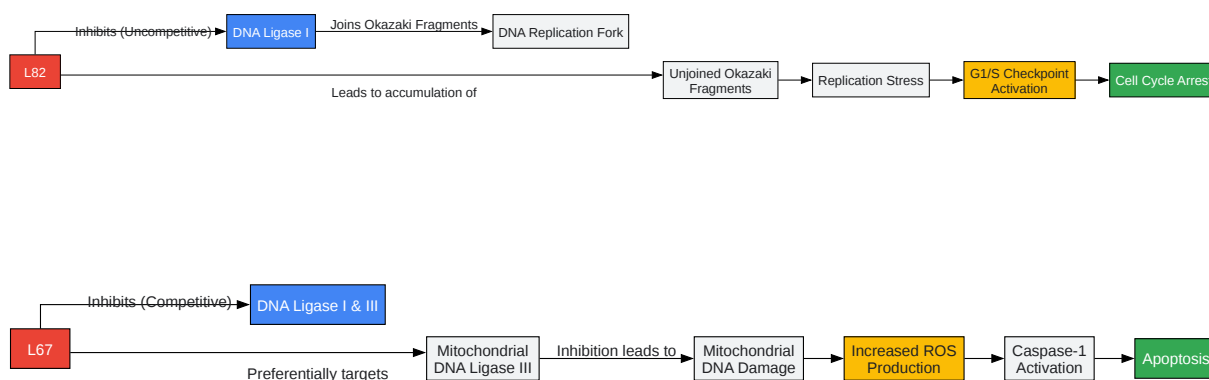 Inhibits (Uncompetitive)
DNA Ligase I
Joins Okazaki Fragments
DNA Replication Fork
L82
Leads to accumulation of
Unjoined Okazaki
Fragments
Replication Stress
G1/S Checkpoint
Activation
Cell Cycle Arrest
Inhibits (Competitive)
DNA Ligase I & III
L67
Preferentially targets
Mitochondrial
DNA Ligase III
Inhibition leads to
Mitochondrial
DNA Damage
Increased ROS
Production
Caspase-1
Activation
Apoptosis